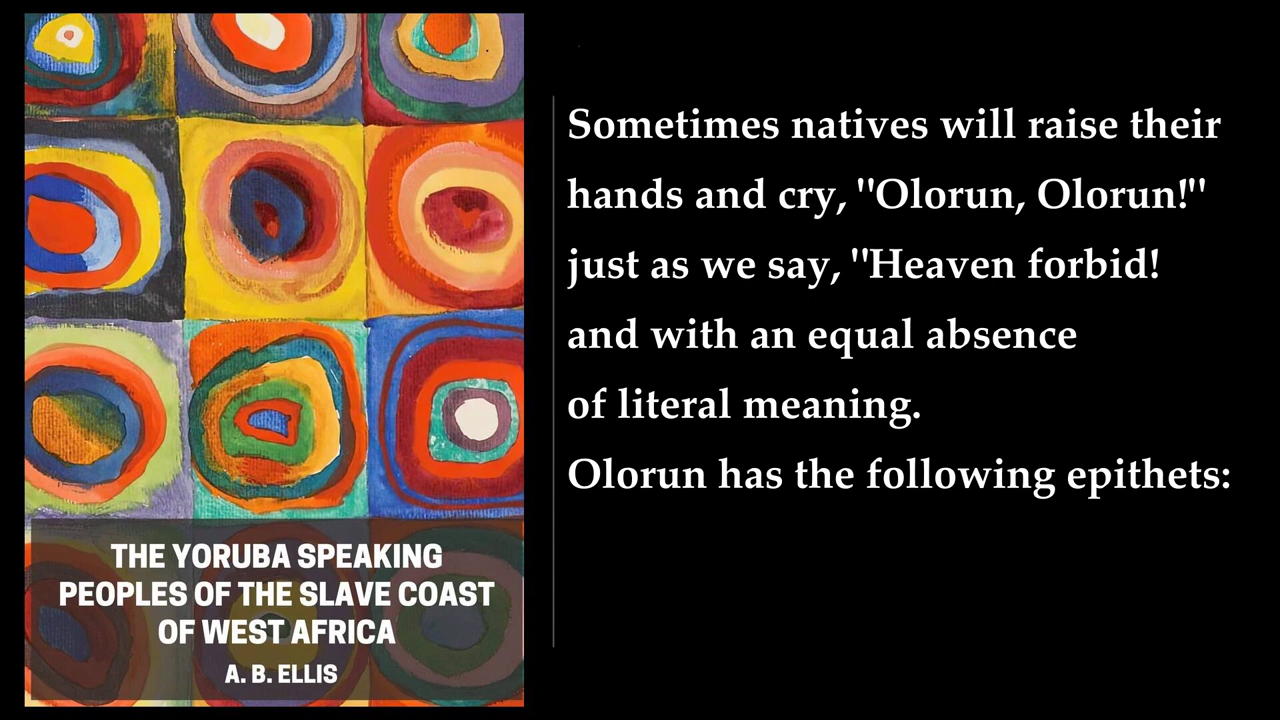 THE YORUBA SPEAKING
PEOPLES OF THE SLAVE COAST
OF WEST AFRICA
A. B. ELLIS
Sometimes natives will raise their
hands and cry, "Olorun, Olorun!"
just as we say, "Heaven forbid!
and with an equal absence
of literal meaning.
Olorun has the following epithets: